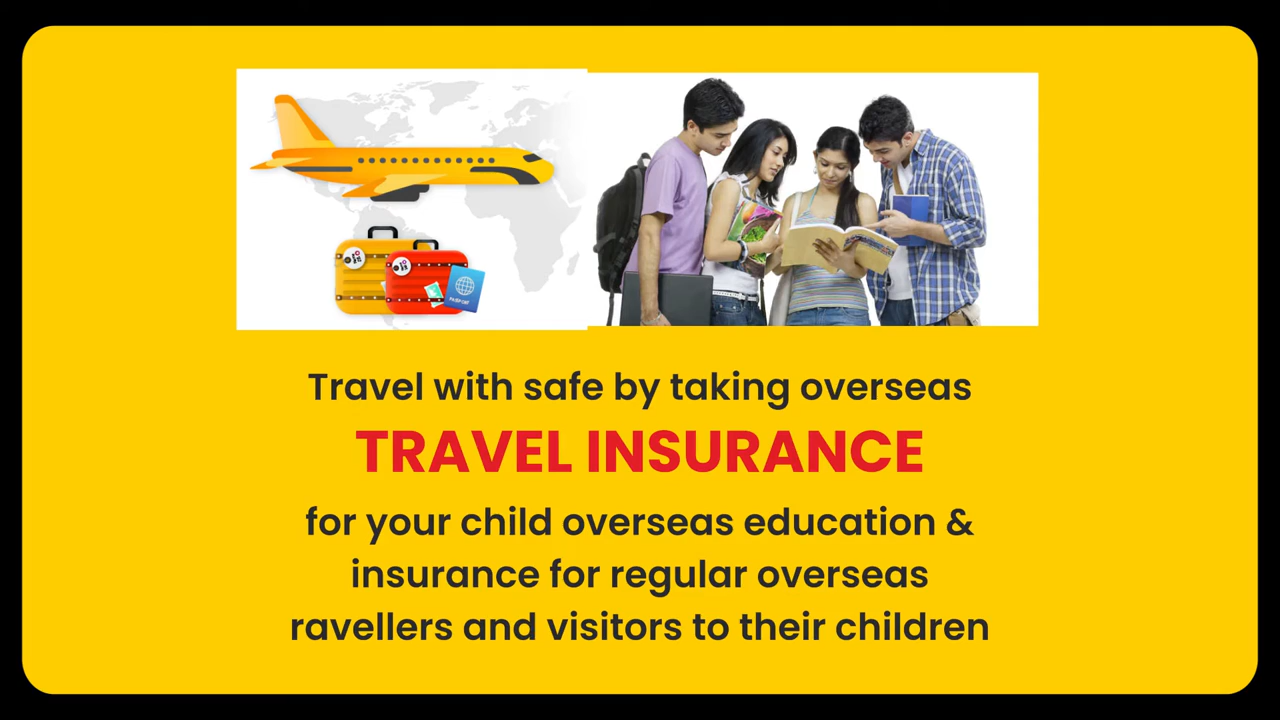 PASSPORT
Travel with safe by taking overseas
TRAVEL INSURANCE
for your child overseas education &
insurance for regular overseas
ravellers and visitors to their children